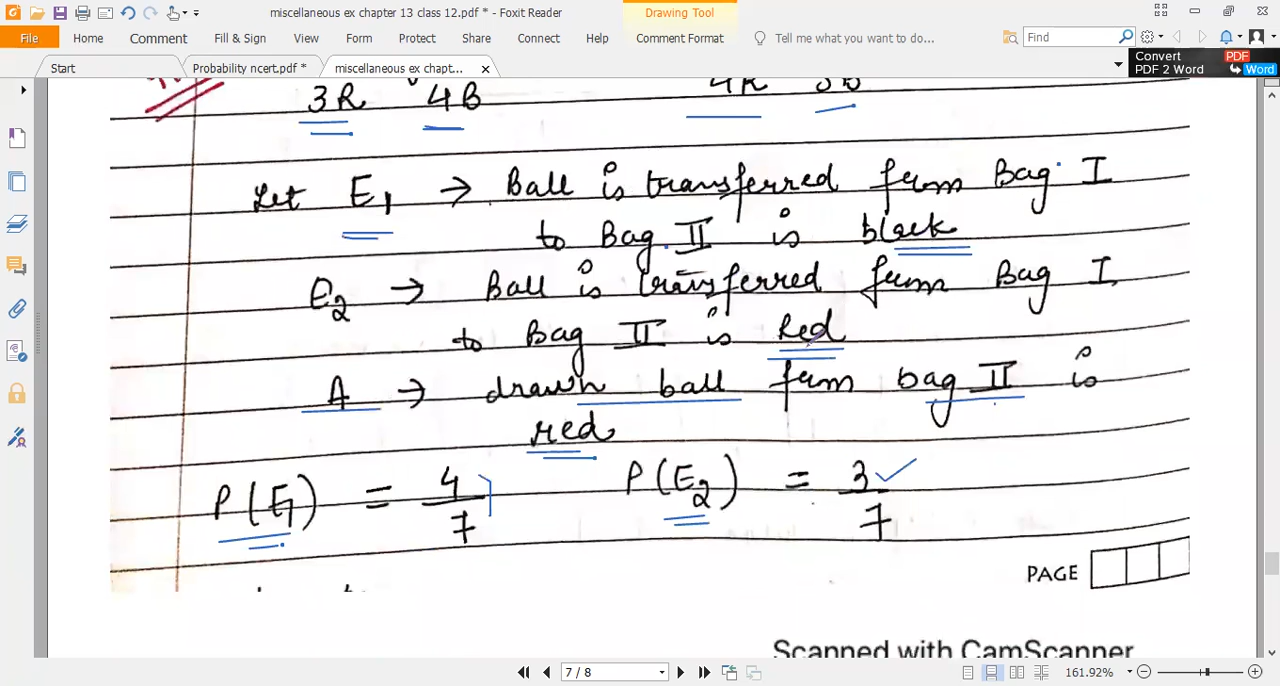 miscellaneous ex chapter 13 class 12.pdf * - Foxit Reader
Drawing Tool
File Home Comment Fill & Sign View Form Protect Share Connect Help Comment Format Tell me what you want to do... Find
Start Probability ncert.pdf * miscellaneous ex chapt... Convert PDF
PDF 2 Word Word
3R 4B 4R
Let E1 → Ball is transferred from Bag I
to Bag II is black
E2 → Ball is transferred from Bag I
to Bag II is Red
A → drawn ball from bag II is
red
P(E1) = 4/7 P(E2) = 3/7
PAGE
Scanned with CamScanner
7 / 8 161.92%